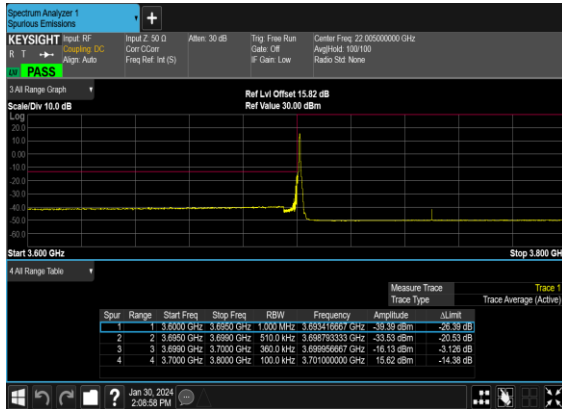 Spectrum Analyzer 1
Spurious Emissions
+
KEYSIGHT Input: RF Input Z: 50 Ω Atten: 30 dB Trig: Free Run Center Freq: 22.005000000 GHz
R T Coupling: DC Corr CCorr Gate: Off Avg|Hold: 100/100
Align: Auto Freq Ref: Int (S) IF Gain: Low Radio Std: None
LV PASS
3 All Range Graph Ref Lvl Offset 15.82 dB
Scale/Div 10.0 dB Ref Value 30.00 dBm
Log
20.0
10.0
0.00
-10.0
-20.0
-30.0
-40.0
-50.0
-60.0
Start 3.600 GHz Stop 3.800 GH
4 All Range Table
Measure Trace Trace 1
Trace Type Trace Average (Active)
Spur Range Start Freq Stop Freq RBW Frequency Amplitude ΔLimit
1 1 3.6000 GHz 3.6950 GHz 1.000 MHz 3.693416667 GHz -39.39 dBm -26.39 dB
2 2 3.6950 GHz 3.6990 GHz 510.0 kHz 3.698793333 GHz -33.53 dBm -20.53 dB
3 3 3.6990 GHz 3.7000 GHz 360.0 kHz 3.699956667 GHz -16.13 dBm -3.126 dB
4 4 3.7000 GHz 3.8000 GHz 100.0 kHz 3.701000000 GHz 15.62 dBm -14.38 dB
? Jan 30, 2024
2:08:58 PM